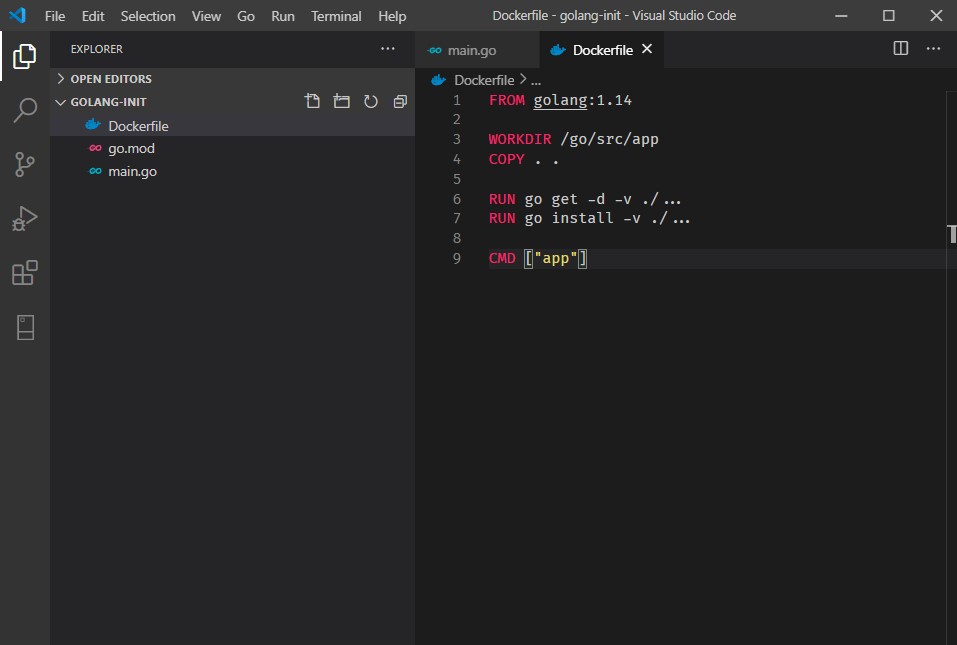 File Edit Selection View Go Run Terminal Help Dockerfile - golang-init - Visual Studio Code
EXPLORER
OPEN EDITORS
GOLANG-INIT
Dockerfile
go.mod
main.go
main.go Dockerfile
Dockerfile > ...
1 FROM golang:1.14
2
3 WORKDIR /go/src/app
4 COPY . .
5
6 RUN go get -d -v ./...
7 RUN go install -v ./...
8
9 CMD ["app"]